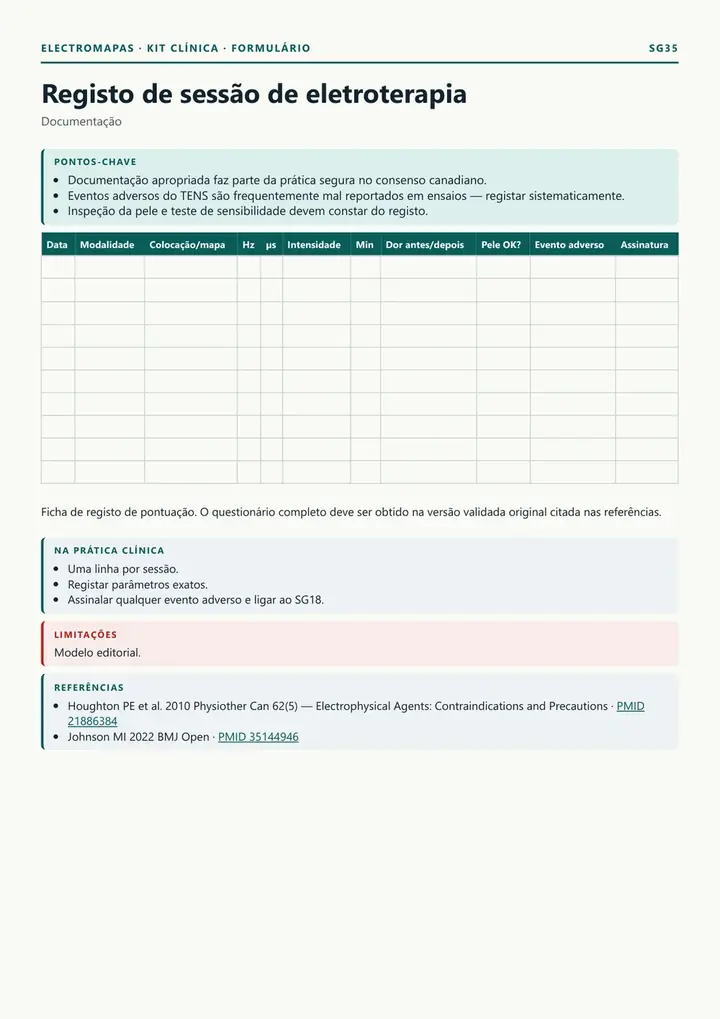 ELECTROMAPAS · KIT CLÍNICA · FORMULÁRIO SG35
Registo de sessão de eletroterapia
Documentação
PONTOS-CHAVE
• Documentação apropriada faz parte da prática segura no consenso canadiano.
• Eventos adversos do TENS são frequentemente mal reportados em ensaios — registar sistematicamente.
• Inspeção da pele e teste de sensibilidade devem constar do registo.
Data Modalidade Colocação/mapa Hz µs Intensidade Min Dor antes/depois Pele OK? Evento adverso Assinatura
Ficha de registo de pontuação. O questionário completo deve ser obtido na versão validada original citada nas referências.
NA PRÁTICA CLÍNICA
• Uma linha por sessão.
• Registar parâmetros exatos.
• Assinalar qualquer evento adverso e ligar ao SG18.
LIMITAÇÕES
Modelo editorial.
REFERÊNCIAS
• Houghton PE et al. 2010 Physiother Can 62(5) — Electrophysical Agents: Contraindications and Precautions · PMID
21886384
• Johnson MI 2022 BMJ Open · PMID 35144946